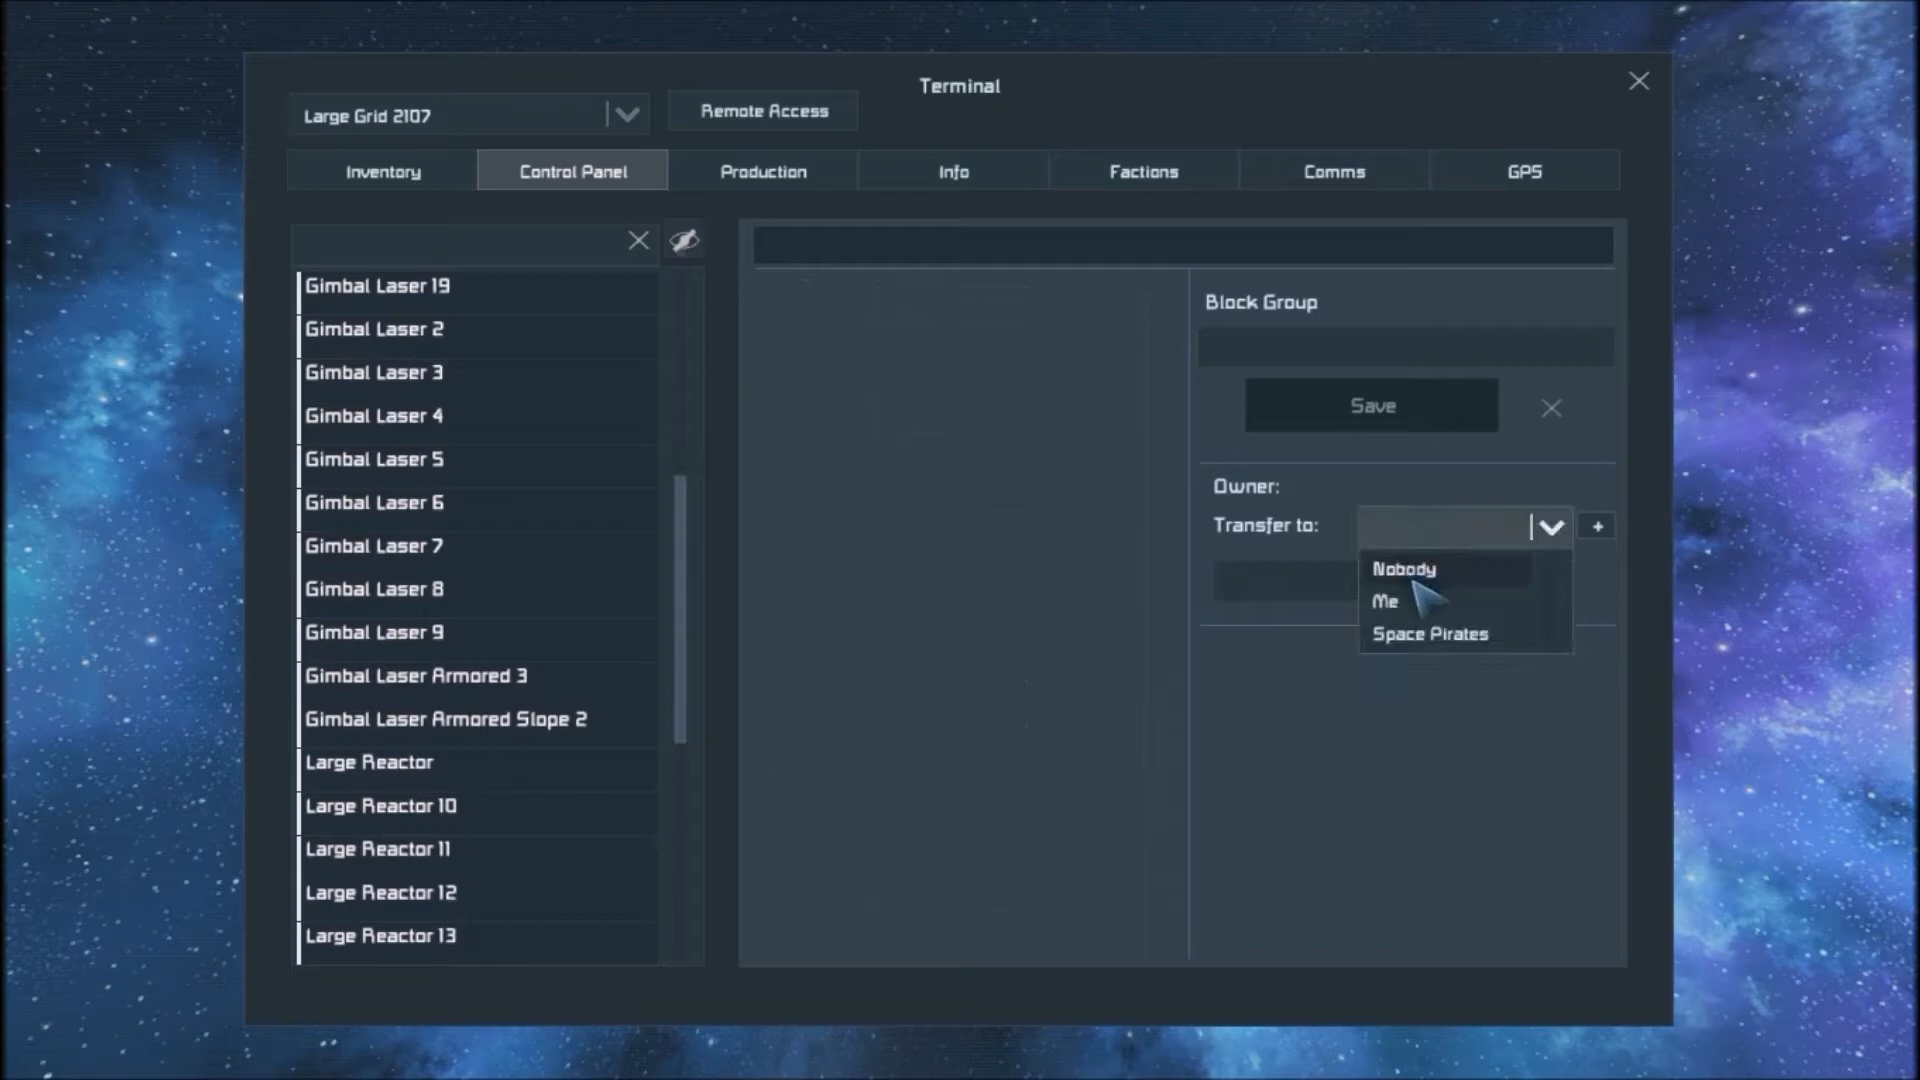 Terminal
Large Grid 2107
Remote Access
Inventory
Control Panel
Production
Info
Factions
Comms
GPS
Gimbal Laser 19
Gimbal Laser 2
Gimbal Laser 3
Gimbal Laser 4
Gimbal Laser 5
Gimbal Laser 6
Gimbal Laser 7
Gimbal Laser 8
Gimbal Laser 9
Gimbal Laser Armored 3
Gimbal Laser Armored Slope 2
Large Reactor
Large Reactor 10
Large Reactor 11
Large Reactor 12
Large Reactor 13
Block Group
Save
Owner:
Transfer to:
+
Nobody
Me
Space Pirates